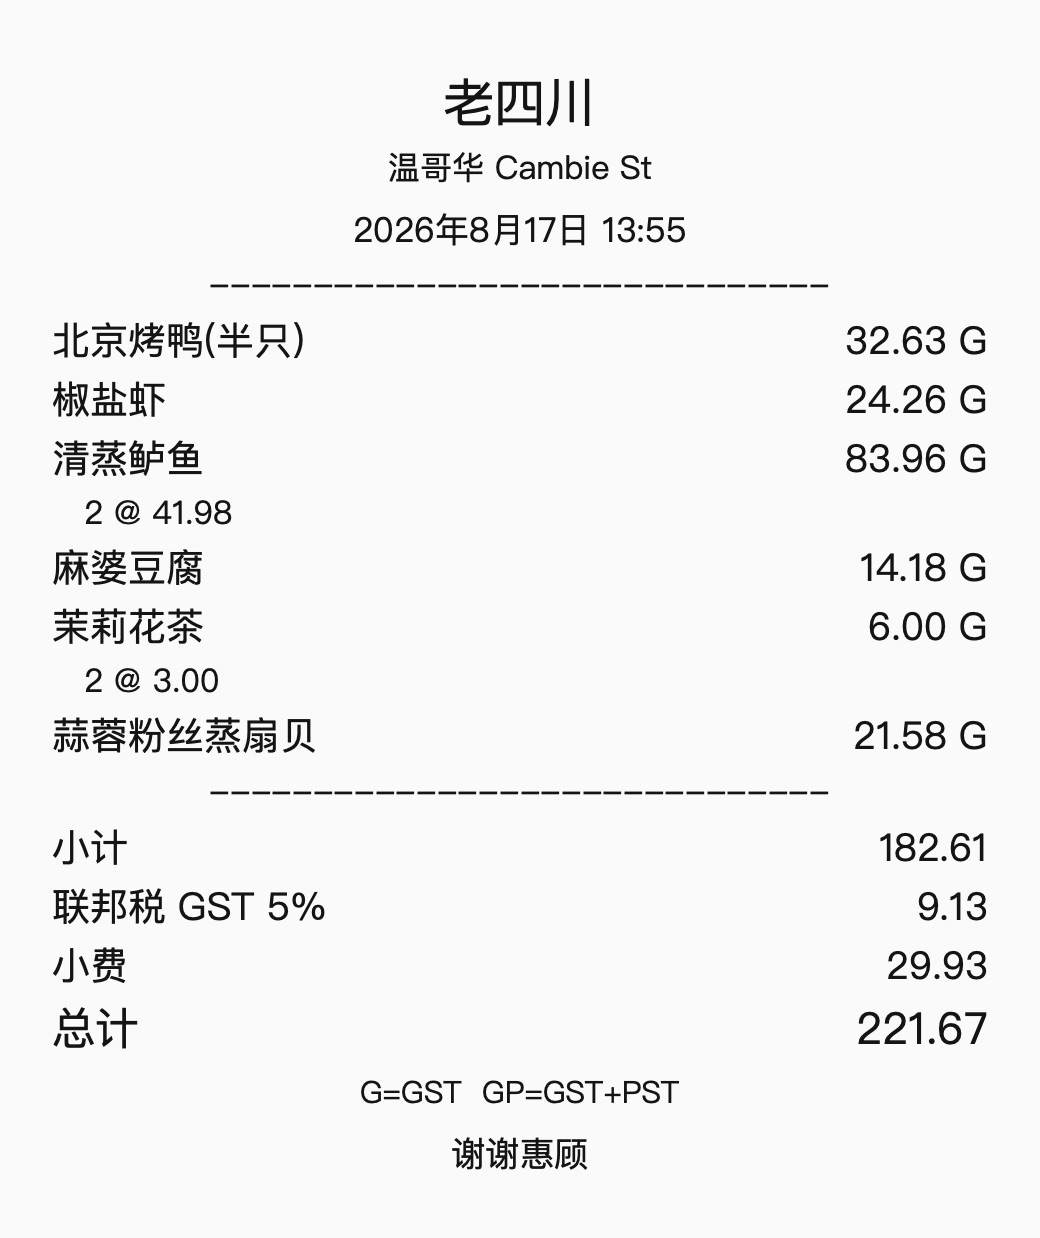 老四川
温哥华 Cambie St
2026年8月17日 13:55
------------------------------
北京烤鸭(半只) 32.63 G
椒盐虾 24.26 G
清蒸鲈鱼 83.96 G
2 @ 41.98
麻婆豆腐 14.18 G
茉莉花茶 6.00 G
2 @ 3.00
蒜蓉粉丝蒸扇贝 21.58 G
------------------------------
小计 182.61
联邦税 GST 5% 9.13
小费 29.93
总计 221.67
G=GST GP=GST+PST
谢谢惠顾